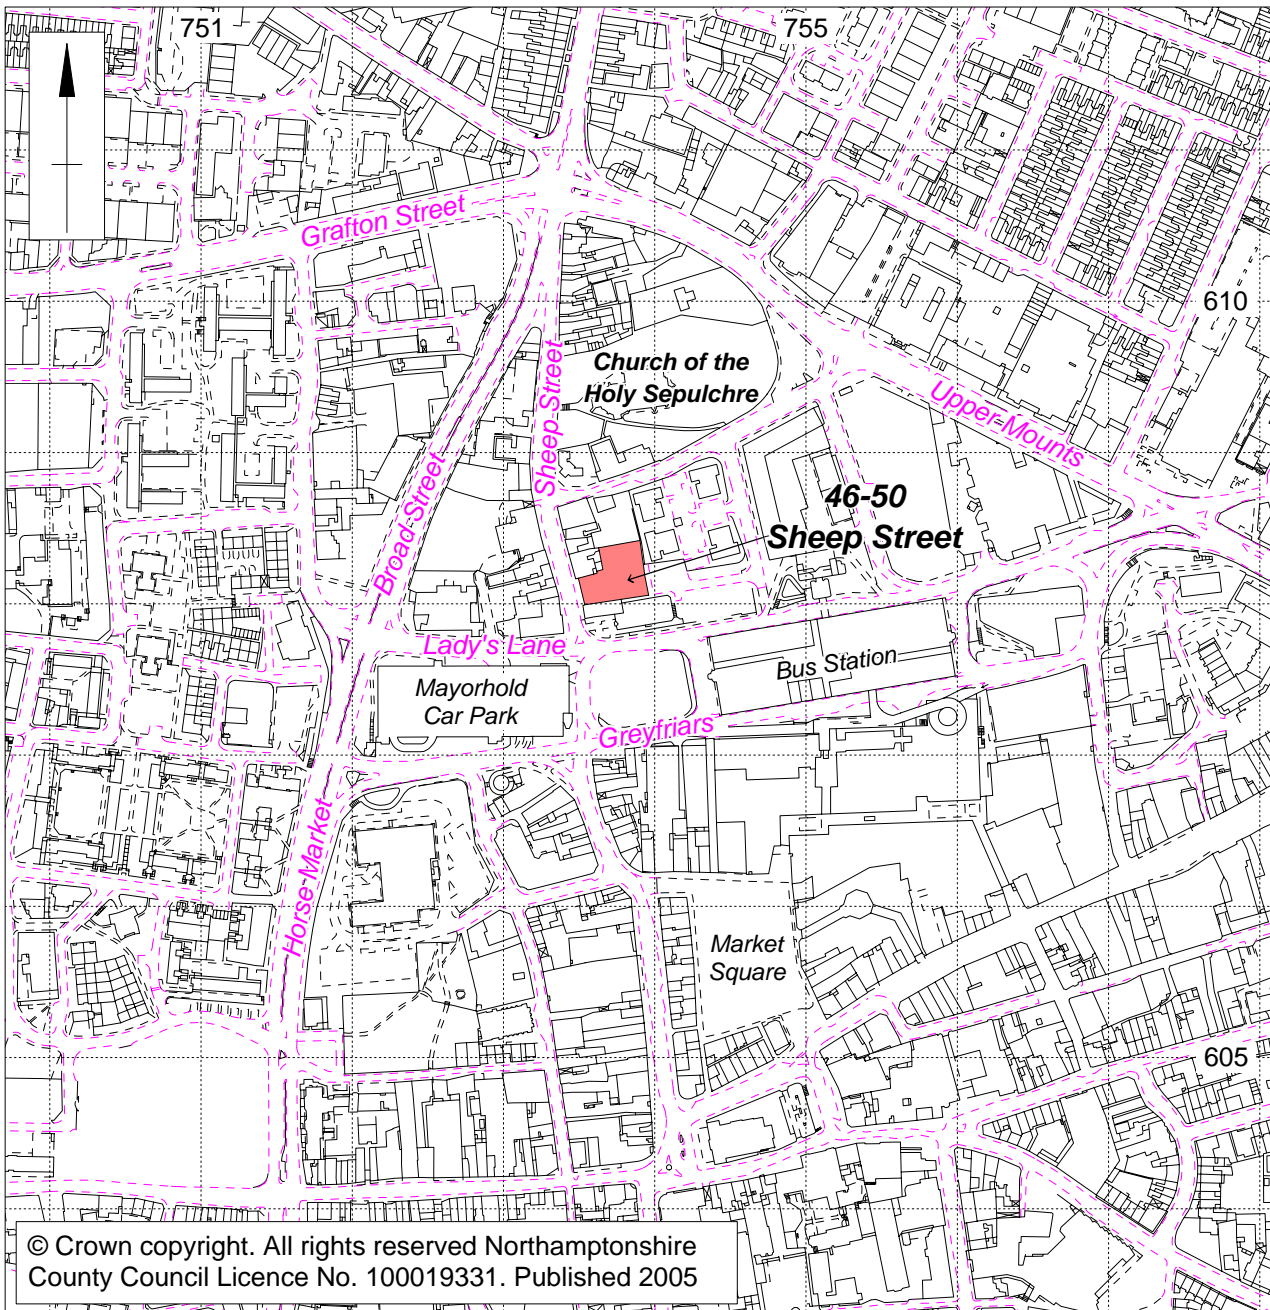 751
755
Grafton Street
610
Church of the
Holy Sepulchre
Sheep Street
Upper Mounts
Broad Street
46-50
Sheep Street
Lady's Lane
Bus Station
Mayorhold
Car Park
Greyfriars
Horse Market
Market
Square
605
© Crown copyright. All rights reserved Northamptonshire
County Council Licence No. 100019331. Published 2005